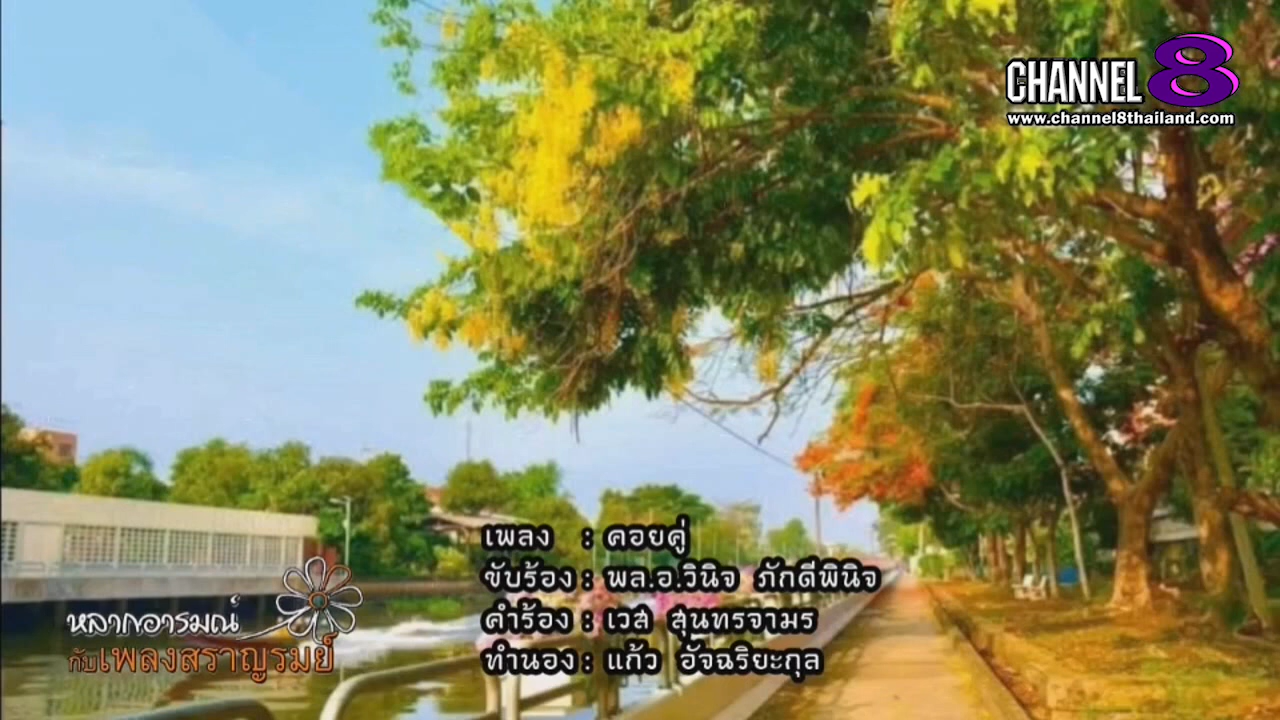 CHANNEL 8
www.channel8thailand.com
เพลง : คอยคู่
ขับร้อง : พล.อ.วินิจ ภักดีพินิจ
คำร้อง : เวส สุนทรจามร
ทำนอง : แก้ว อัจฉริยะกุล
หลากอารมณ์
กับเพลงสราญรมย์